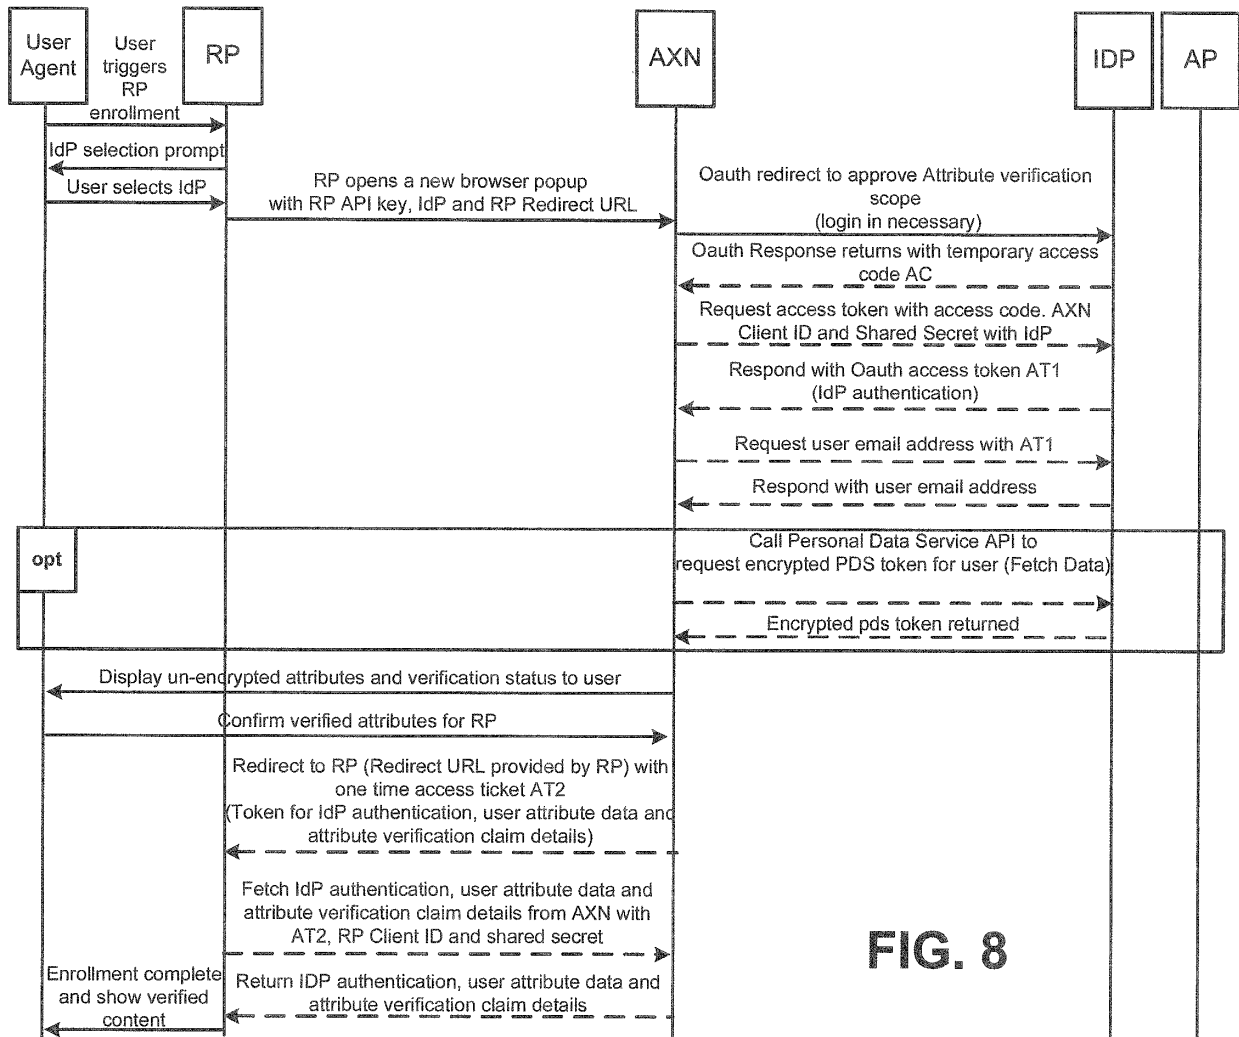 User
Agent
User
triggers
RP
enrollment
RP
AXN
IDP
AP
IdP selection prompt
User selects IdP
RP opens a new browser popup
with RP API key, IdP and RP Redirect URL
Oauth redirect to approve Attribute verification
scope
(login in necessary)
Oauth Response returns with temporary access
code AC
Request access token with access code. AXN
Client ID and Shared Secret with IdP
Respond with Oauth access token AT1
(IdP authentication)
Request user email address with AT1
Respond with user email address
opt
Call Personal Data Service API to
request encrypted PDS token for user (Fetch Data)
Encrypted pds token returned
Display un-encrypted attributes and verification status to user
Confirm verified attributes for RP
Redirect to RP (Redirect URL provided by RP) with
one time access ticket AT2
(Token for IdP authentication, user attribute data and
attribute verification claim details)
Fetch IdP authentication, user attribute data and
attribute verification claim details from AXN with
AT2, RP Client ID and shared secret
FIG. 8
Enrollment complete
and show verified
content
Return IDP authentication, user attribute data and
attribute verification claim details